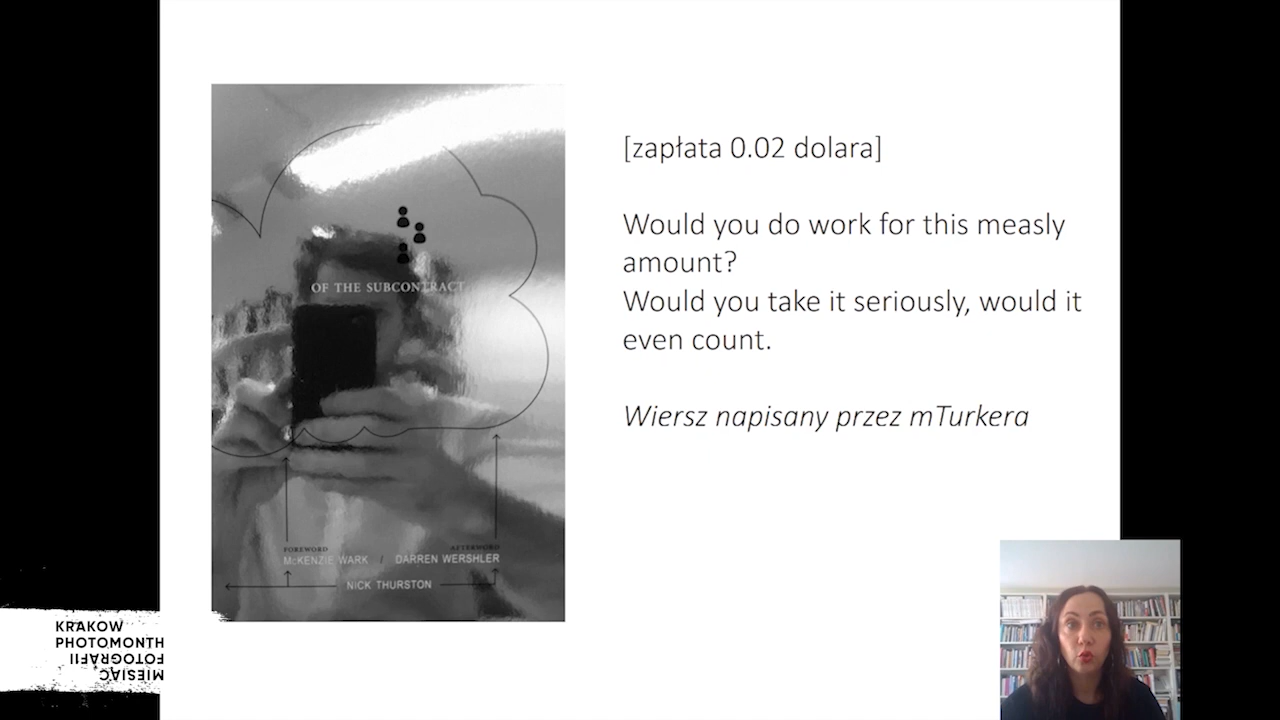 [zapłata 0.02 dolara]
Would you do work for this measly
amount?
Would you take it seriously, would it
even count.
Wiersz napisany przez mTurkera
OF THE SUBCONTRACT
FOREWORD
AFTERWORD
McKENZIE WARK / DARREN WERSHLER
NICK THURSTON
KRAKOW
PHOTOMONTH
FOTOGRAFII
MIESIĄC